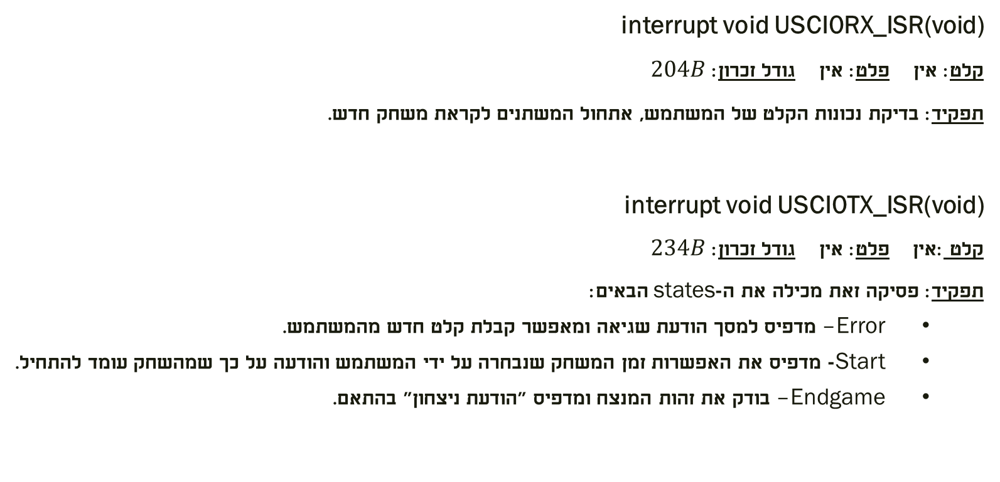 interrupt void USCI0RX_ISR(void)
קלט: אין פלט: אין גודל זכרון: 204B
תפקיד: בדיקת נכונות הקלט של המשתמש, אתחול המשתנים לקראת משחק חדש.
interrupt void USCI0TX_ISR(void)
קלט :אין פלט: אין גודל זכרון: 234B
תפקיד: פסיקה זאת מכילה את ה-states הבאים:
• Error – מדפיס למסך הודעת שגיאה ומאפשר קבלת קלט חדש מהמשתמש.
• Start- מדפיס את האפשרות זמן המשחק שנבחרה על ידי המשתמש והודעה על כך שמהשחק עומד להתחיל.
• Endgame – בודק את זהות המנצח ומדפיס "הודעת ניצחון" בהתאם.